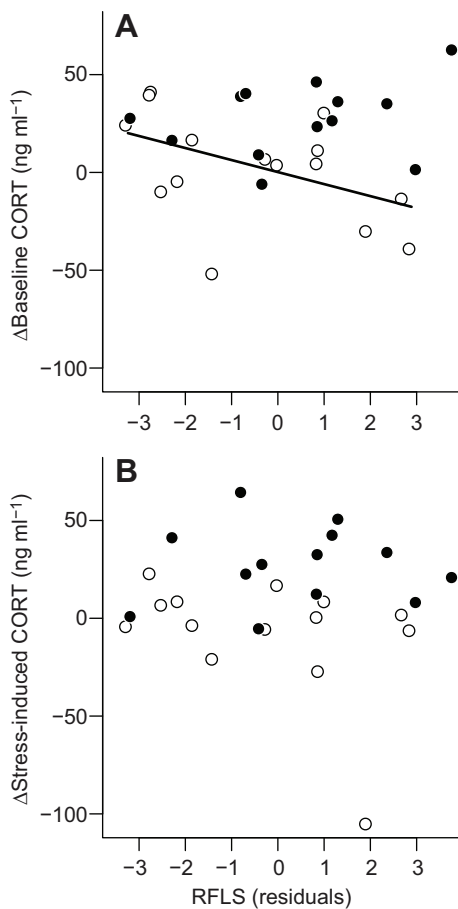 A
ΔBaseline CORT (ng ml⁻¹)
50
0
−50
−100
−3 −2 −1 0 1 2 3
B
ΔStress-induced CORT (ng ml⁻¹)
50
0
−50
−100
−3 −2 −1 0 1 2 3
RFLS (residuals)